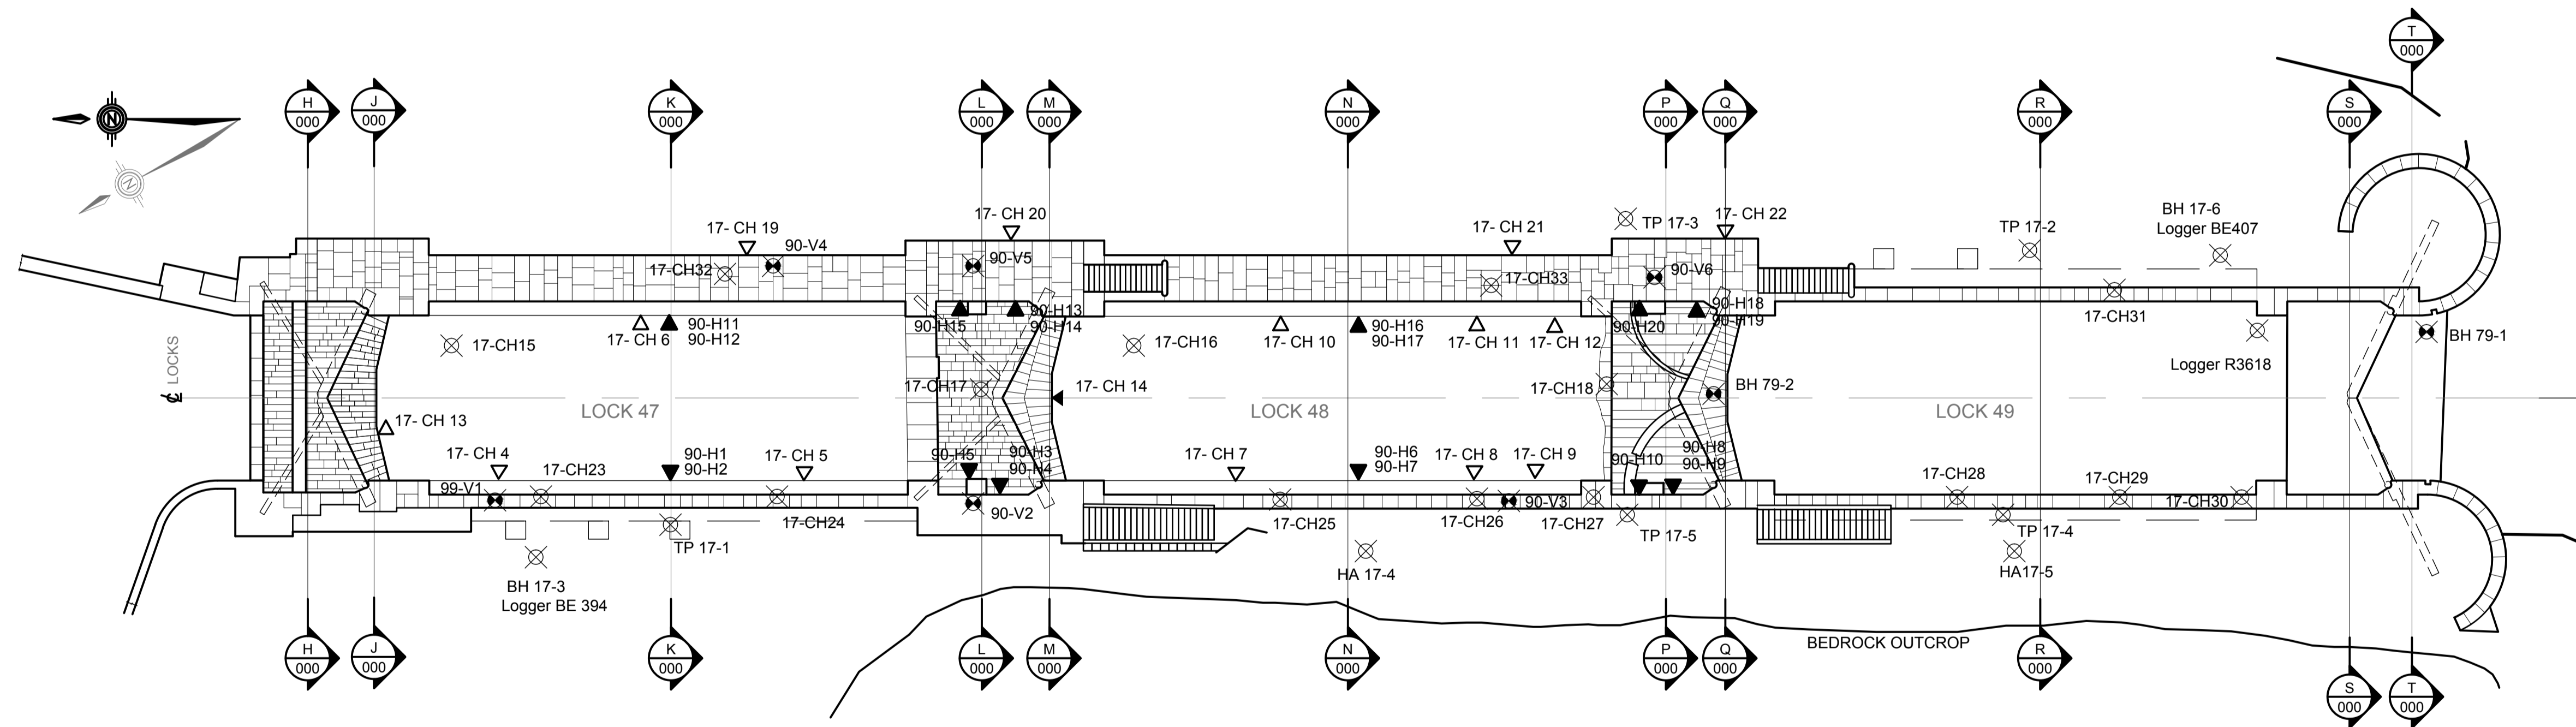 T
000
H
000
J
000
K
000
L
000
M
000
N
000
P
000
Q
000
R
000
S
000
N
N
17- CH 19
90-V4
17-CH32
17- CH 20
90-V5
17- CH 21
17-CH33
TP 17-3
17- CH 22
90-V6
TP 17-2
BH 17-6
Logger BE407
17-CH31
17-CH15
17- CH 6
90-H11
90-H12
90-H15
90-H13
90-H14
17-CH16
17- CH 10
90-H16
90-H17
17- CH 11
17- CH 12
90-H20
90-H18
90-H19
Logger R3618
BH 79-1
℄ LOCKS
LOCK 47
17-CH17
17- CH 14
LOCK 48
17-CH18
BH 79-2
LOCK 49
17- CH 13
17- CH 4
17-CH23
90-H1
90-H2
17- CH 5
90-H5
90-H3
90-H4
17- CH 7
90-H6
90-H7
17- CH 8
17- CH 9
90-H10
90-H8
90-H9
17-CH28
17-CH29
17-CH30
99-V1
17-CH24
90-V2
17-CH25
17-CH26
90-V3
17-CH27
TP 17-1
TP 17-5
TP 17-4
BH 17-3
Logger BE 394
HA 17-4
HA17-5
BEDROCK OUTCROP
H
000
J
000
K
000
L
000
M
000
N
000
P
000
Q
000
R
000
S
000
T
000